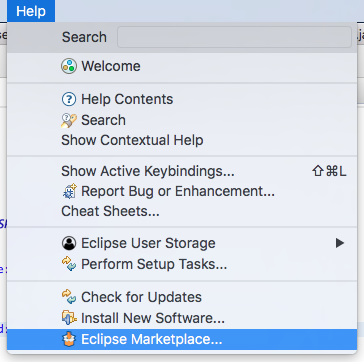 Help
Search
Welcome
Help Contents
Search
Show Contextual Help
Show Active Keybindings... ⇧⌘L
Report Bug or Enhancement...
Cheat Sheets...
Eclipse User Storage
Perform Setup Tasks...
Check for Updates
Install New Software...
Eclipse Marketplace...